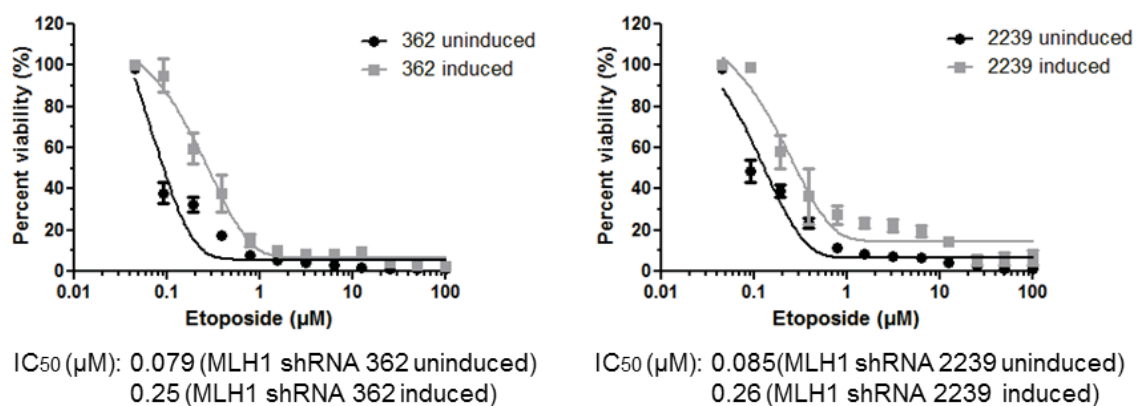 120
100
80
60
40
20
0
Percent viability (%)
362 uninduced
362 induced
0.01 0.1 1 10 100
Etoposide (µM)
IC50 (µM): 0.079 (MLH1 shRNA 362 uninduced)
0.25 (MLH1 shRNA 362 induced)
120
100
80
60
40
20
0
Percent viability (%)
2239 uninduced
2239 induced
0.01 0.1 1 10 100
Etoposide (µM)
IC50 (µM): 0.085(MLH1 shRNA 2239 uninduced)
0.26 (MLH1 shRNA 2239 induced)